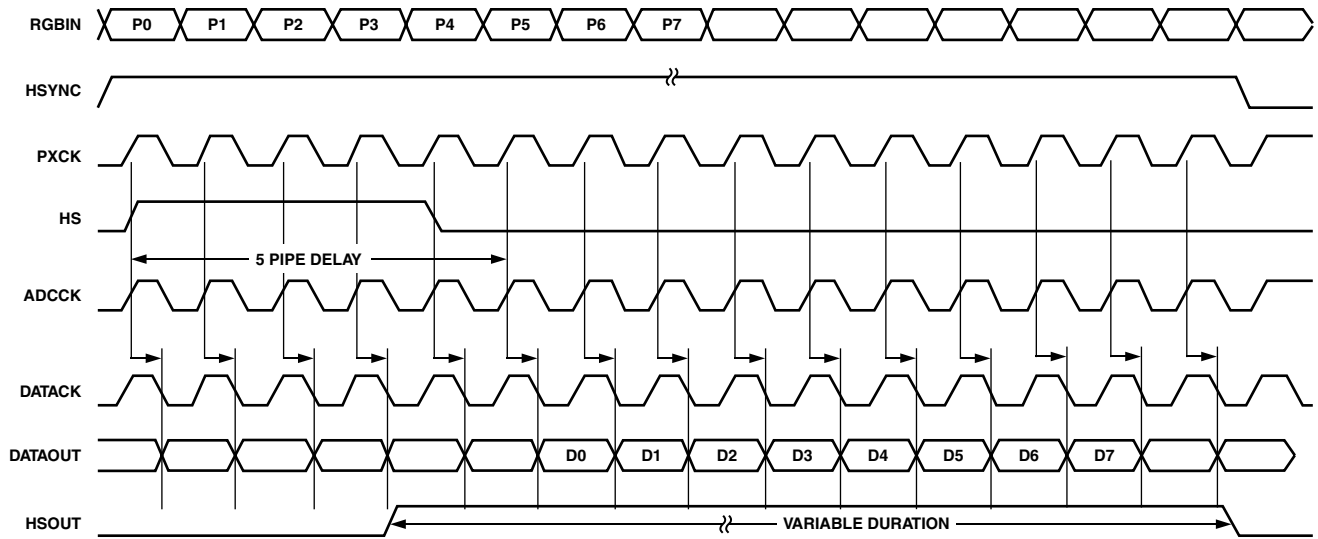 RGBIN P0 P1 P2 P3 P4 P5 P6 P7
HSYNC
PXCK
HS
5 PIPE DELAY
ADCCK
DATACK
DATAOUT D0 D1 D2 D3 D4 D5 D6 D7
HSOUT VARIABLE DURATION